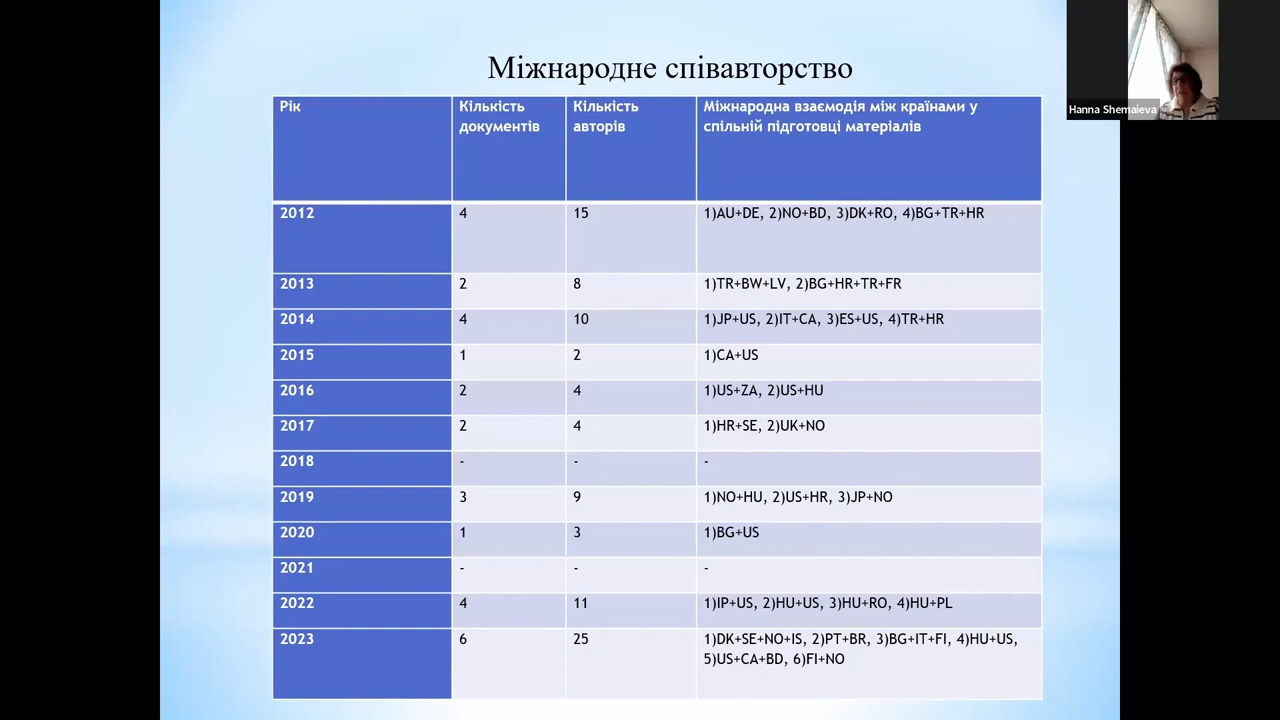 Міжнародне співавторство
Hanna Shemaieva
Рік
Кількість документів
Кількість авторів
Міжнародна взаємодія між країнами у спільній підготовці матеріалів
2012 4 15 1)AU+DE, 2)NO+BD, 3)DK+RO, 4)BG+TR+HR
2013 2 8 1)TR+BW+LV, 2)BG+HR+TR+FR
2014 4 10 1)JP+US, 2)IT+CA, 3)ES+US, 4)TR+HR
2015 1 2 1)CA+US
2016 2 4 1)US+ZA, 2)US+HU
2017 2 4 1)HR+SE, 2)UK+NO
2018 - - -
2019 3 9 1)NO+HU, 2)US+HR, 3)JP+NO
2020 1 3 1)BG+US
2021 - - -
2022 4 11 1)IP+US, 2)HU+US, 3)HU+RO, 4)HU+PL
2023 6 25 1)DK+SE+NO+IS, 2)PT+BR, 3)BG+IT+FI, 4)HU+US,
5)US+CA+BD, 6)FI+NO